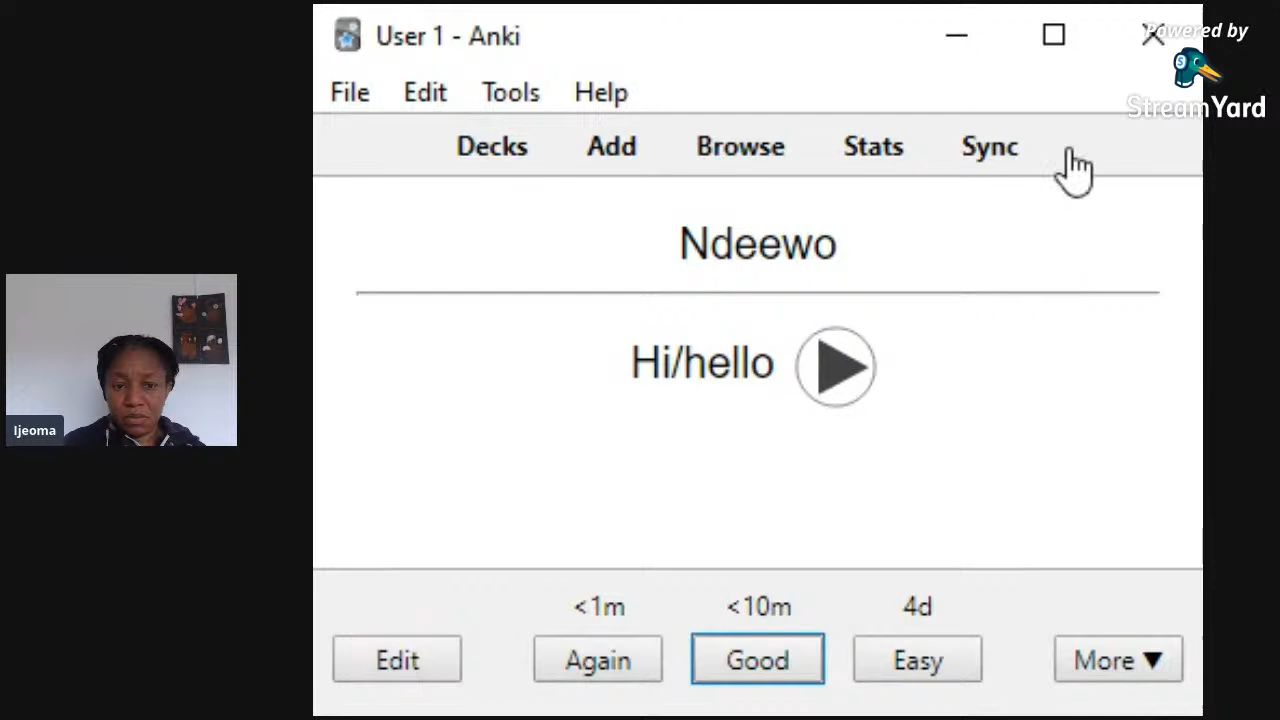 User 1 - Anki
Powered by
StreamYard
File Edit Tools Help
Decks Add Browse Stats Sync
Ndeewo
Hi/hello
Ijeoma
<1m <10m 4d
Edit Again Good Easy More ▼